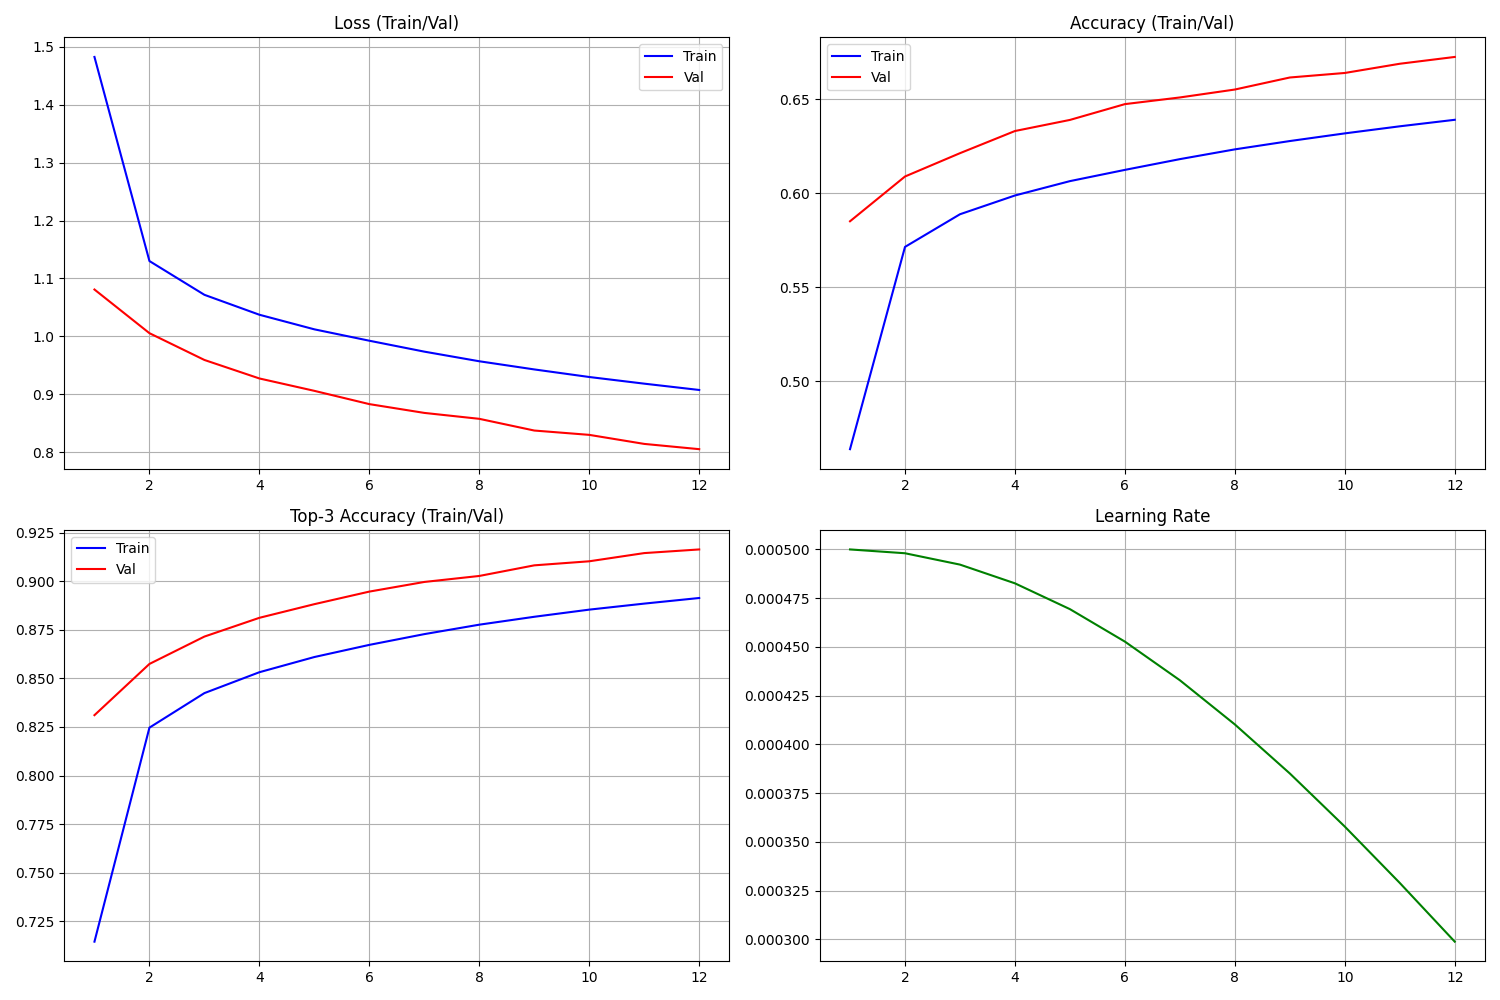 Loss (Train/Val)
1.5
1.4
1.3
1.2
1.1
1.0
0.9
0.8
2 4 6 8 10 12
Train
Val
Accuracy (Train/Val)
0.65
0.60
0.55
0.50
2 4 6 8 10 12
Train
Val
Top-3 Accuracy (Train/Val)
0.925
0.900
0.875
0.850
0.825
0.800
0.775
0.750
0.725
2 4 6 8 10 12
Train
Val
Learning Rate
0.000500
0.000475
0.000450
0.000425
0.000400
0.000375
0.000350
0.000325
0.000300
2 4 6 8 10 12